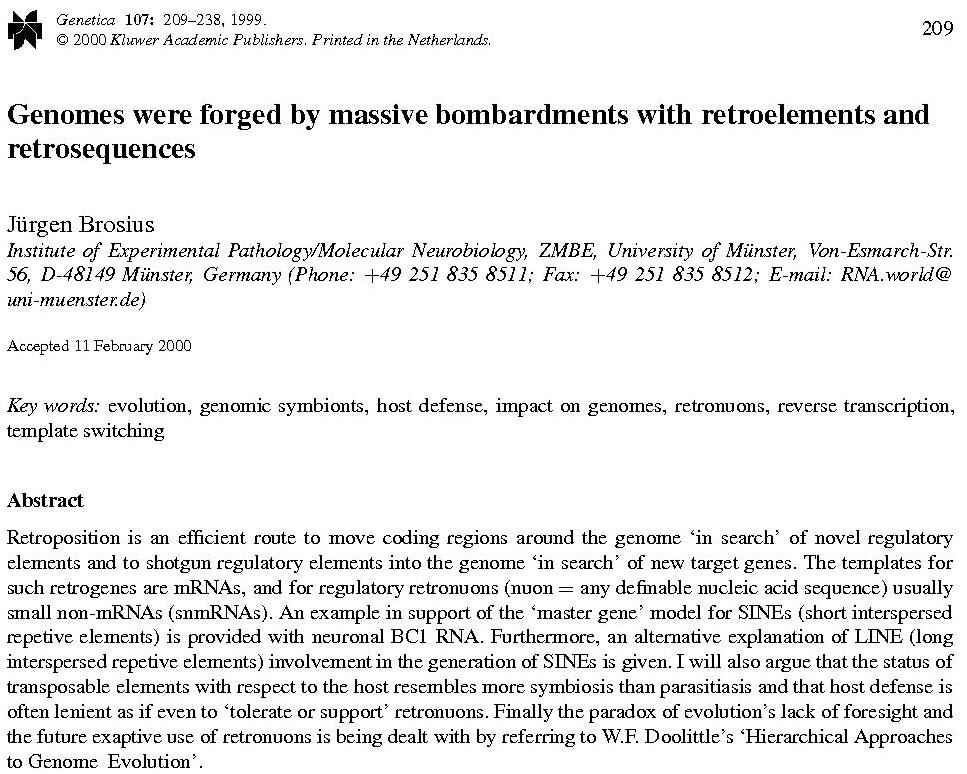 Genetica 107: 209–238, 1999.
© 2000 Kluwer Academic Publishers. Printed in the Netherlands.
209
Genomes were forged by massive bombardments with retroelements and
retrosequences
Jürgen Brosius
Institute of Experimental Pathology/Molecular Neurobiology, ZMBE, University of Münster, Von-Esmarch-Str.
56, D-48149 Münster, Germany (Phone: +49 251 835 8511; Fax: +49 251 835 8512; E-mail: RNA.world@
uni-muenster.de)
Accepted 11 February 2000
Key words: evolution, genomic symbionts, host defense, impact on genomes, retronuons, reverse transcription,
template switching
Abstract
Retroposition is an efficient route to move coding regions around the genome ‘in search’ of novel regulatory
elements and to shotgun regulatory elements into the genome ‘in search’ of new target genes. The templates for
such retrogenes are mRNAs, and for regulatory retronuons (nuon = any definable nucleic acid sequence) usually
small non-mRNAs (snmRNAs). An example in support of the ‘master gene’ model for SINEs (short interspersed
repetive elements) is provided with neuronal BC1 RNA. Furthermore, an alternative explanation of LINE (long
interspersed repetive elements) involvement in the generation of SINEs is given. I will also argue that the status of
transposable elements with respect to the host resembles more symbiosis than parasitiasis and that host defense is
often lenient as if even to ‘tolerate or support’ retronuons. Finally the paradox of evolution’s lack of foresight and
the future exaptive use of retronuons is being dealt with by referring to W.F. Doolittle’s ‘Hierarchical Approaches
to Genome Evolution’.